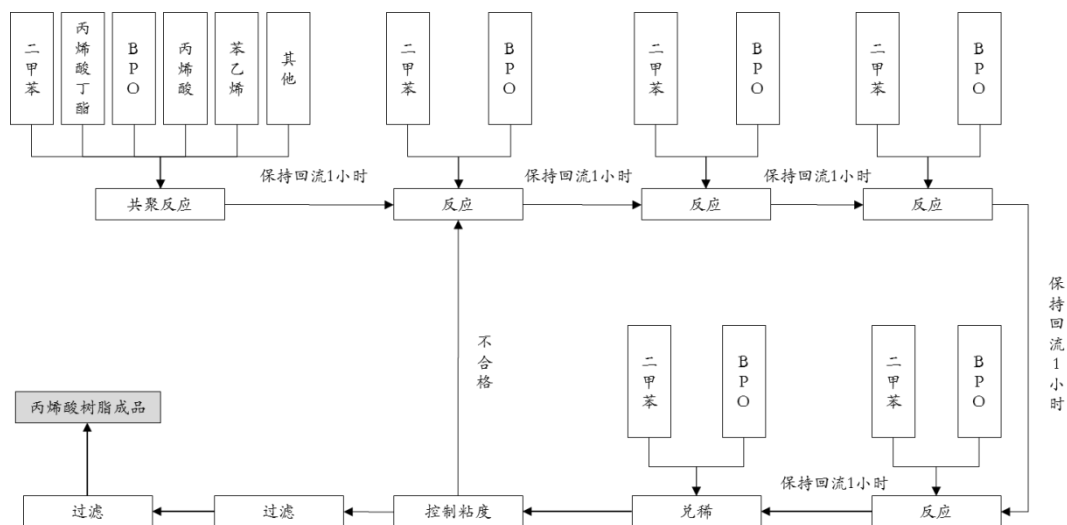 二甲苯
丙烯酸丁酯
BPO
丙烯酸
苯乙烯
其他
二甲苯
BPO
二甲苯
BPO
二甲苯
BPO
保持回流1小时
保持回流1小时
保持回流1小时
共聚反应
反应
反应
反应
保持回流1小时
不合格
二甲苯
BPO
二甲苯
BPO
丙烯酸树脂成品
保持回流1小时
过滤
过滤
控制粘度
兑稀
反应